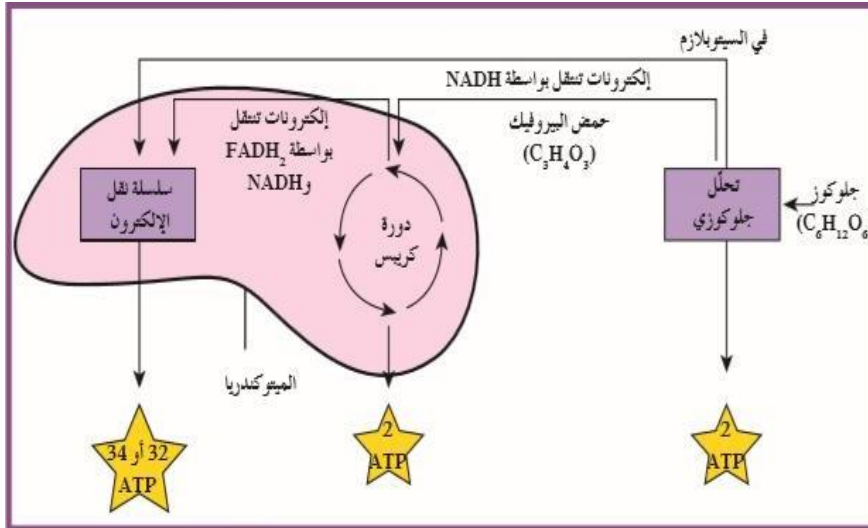 في السيتوبلازم
إلكترونات تنتقل بواسطة NADH
حمض البيروفيك
(C₃H₄O₃)
إلكترونات تنتقل
بواسطة FADH₂
وNADH
جلوكوز
(C₆H₁₂O₆
تحلّل
جلوكوزي
دورة
كريبس
سلسلة نقل
الإلكترون
الميتوكندريا
2
ATP
2
ATP
32 أو 34
ATP